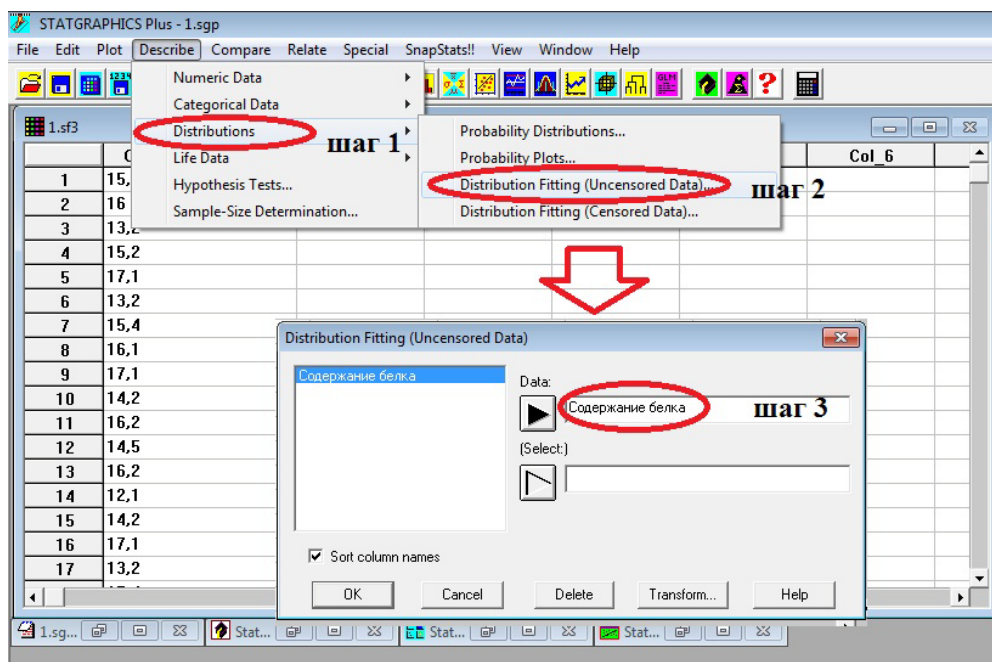 STATGRAPHICS Plus - 1.sgp
File Edit Plot Describe Compare Relate Special SnapStats!! View Window Help
Numeric Data
Categorical Data
Distributions
Life Data
Hypothesis Tests...
Sample-Size Determination...
шаг 1
Probability Distributions...
Probability Plots...
Distribution Fitting (Uncensored Data)...
Distribution Fitting (Censored Data)...
шаг 2
1.sf3
Col_6
1 15,
2 16
3 13,2
4 15,2
5 17,1
6 13,2
7 15,4
8 16,1
9 17,1
10 14,2
11 16,2
12 14,5
13 16,2
14 12,1
15 14,2
16 17,1
17 13,2
Distribution Fitting (Uncensored Data)
Содержание белка
Data:
Содержание белка
шаг 3
(Select:)
Sort column names
OK Cancel Delete Transform... Help
1.sg... Stat... Stat... Stat...